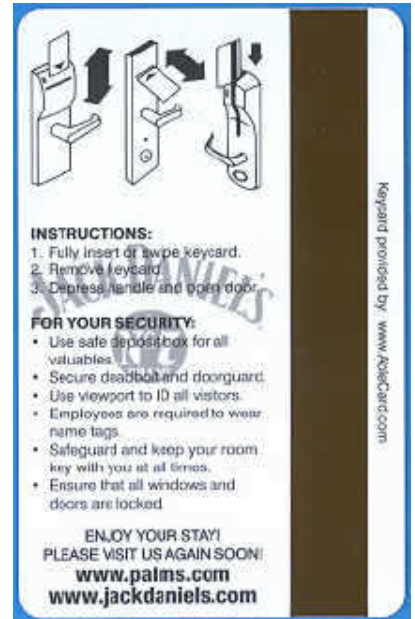 INSTRUCTIONS:
1. Fully insert or swipe keycard.
2. Remove keycard.
3. Depress handle and open door.
JACK DANIEL'S
FOR YOUR SECURITY:
• Use safe deposit box for all
valuables.
• Secure deadbolt and doorguard.
• Use viewport to ID all visitors.
• Employees are required to wear
name tags.
• Safeguard and keep your room
key with you at all times.
• Ensure that all windows and
doors are locked.
ENJOY YOUR STAY!
PLEASE VISIT US AGAIN SOON!
www.palms.com
www.jackdaniels.com
Keycard provided by: www.AbleCard.com